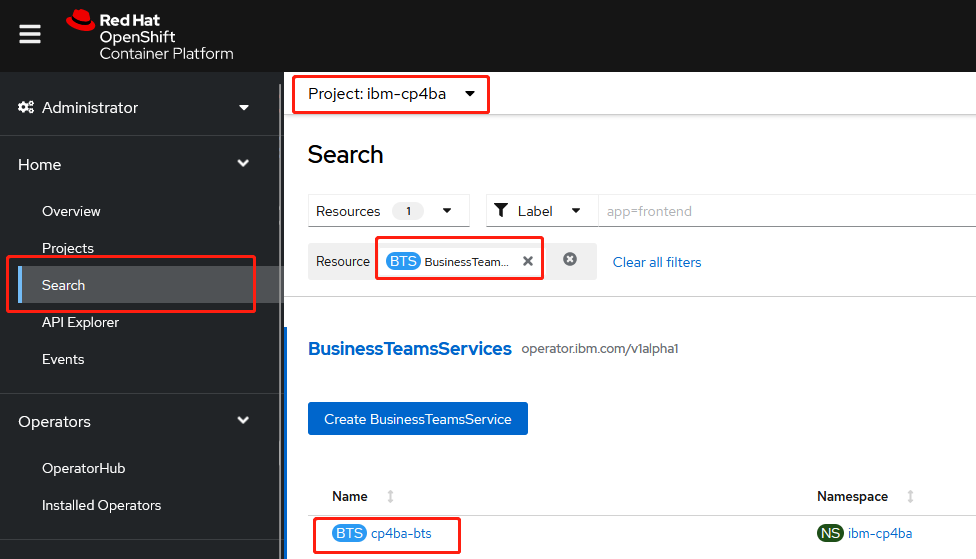 Red Hat
OpenShift
Container Platform
Administrator
Home
Overview
Projects
Search
API Explorer
Events
Operators
OperatorHub
Installed Operators
Project: ibm-cp4ba
Search
Resources 1 Label app=frontend
Resource BTS BusinessTeam... Clear all filters
BusinessTeamsServices operator.ibm.com/v1alpha1
Create BusinessTeamsService
Name Namespace
BTS cp4ba-bts NS ibm-cp4ba